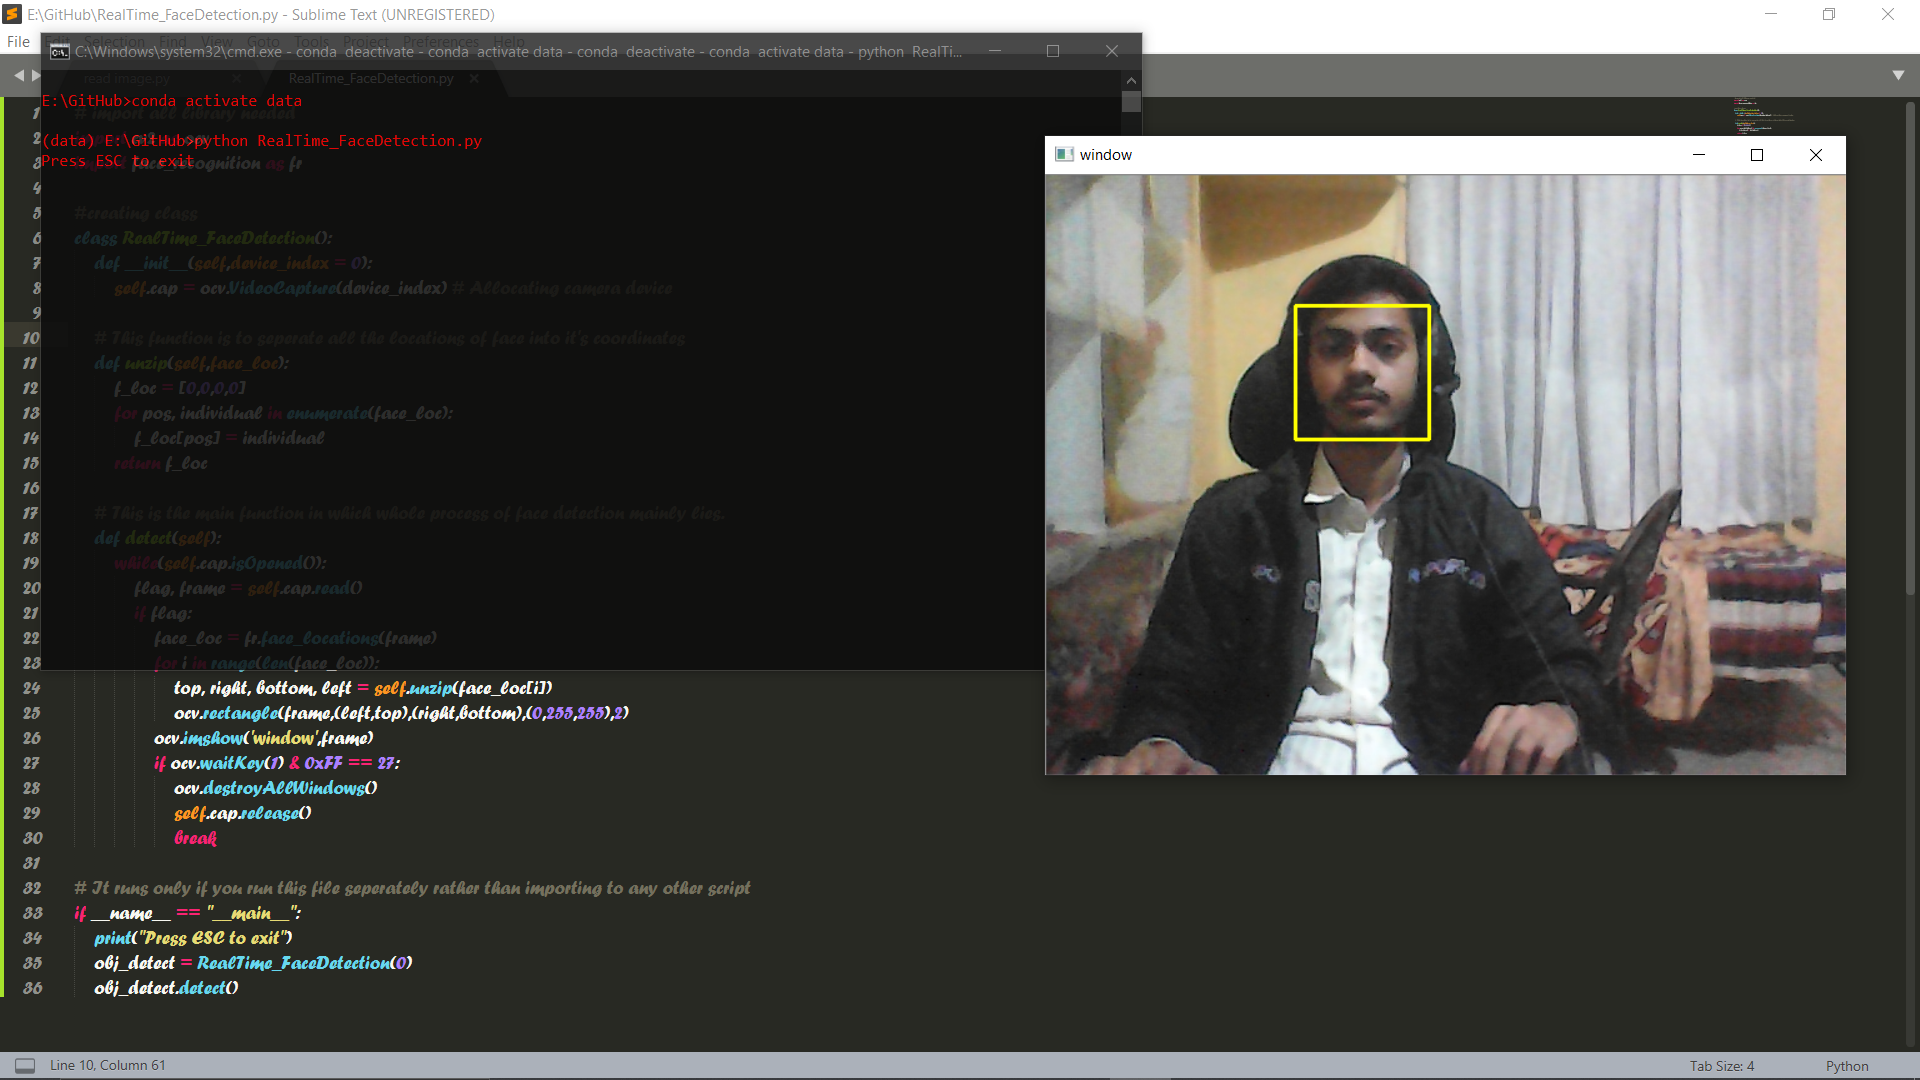 E:\GitHub\RealTime_FaceDetection.py - Sublime Text (UNREGISTERED)
File Edit Selection Find View Goto Tools Project Preferences Help
C:\Windows\system32\cmd.exe - conda deactivate - conda activate data - conda deactivate - conda activate data - python RealTi...
read image.py
RealTime_FaceDetection.py
E:\GitHub>conda activate data
(data) E:\GitHub>python RealTime_FaceDetection.py
Press ESC to exit
window
1 # import all library needed
2
3 import face_recognition as fr
4
5 #creating class
6 class RealTime_FaceDetection():
7 def __init__(self,device_index = 0):
8 self.cap = ocv.VideoCapture(device_index) # Allocating camera device
9
10 # This function is to seperate all the locations of face into it's coordinates
11 def unzip(self,face_loc):
12 f_loc = [0,0,0,0]
13 for pos, individual in enumerate(face_loc):
14 f_loc[pos] = individual
15 return f_loc
16
17 # This is the main function in which whole process of face detection mainly lies.
18 def detect(self):
19 while(self.cap.isOpened()):
20 flag, frame = self.cap.read()
21 if flag:
22 face_loc = fr.face_locations(frame)
23 for i in range(len(face_loc)):
24 top, right, bottom, left = self.unzip(face_loc[i])
25 ocv.rectangle(frame,(left,top),(right,bottom),(0,255,255),2)
26 ocv.imshow('window',frame)
27 if ocv.waitKey(1) & 0xFF == 27:
28 ocv.destroyAllWindows()
29 self.cap.release()
30 break
31
32 # It runs only if you run this file seperately rather than importing to any other script
33 if __name__ == "__main__":
34 print("Press ESC to exit")
35 obj_detect = RealTime_FaceDetection(0)
36 obj_detect.detect()
Line 10, Column 61
Tab Size: 4
Python